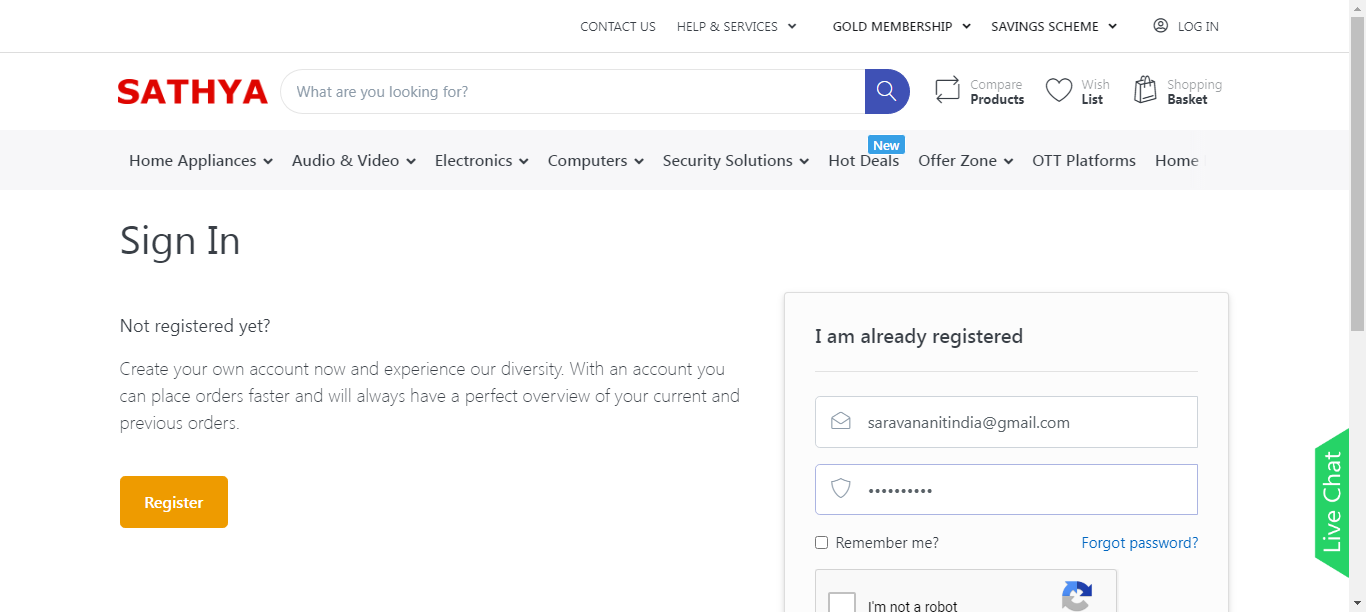 CONTACT US HELP & SERVICES GOLD MEMBERSHIP SAVINGS SCHEME LOG IN
SATHYA What are you looking for? Compare Products Wish List Shopping Basket
New
Home Appliances Audio & Video Electronics Computers Security Solutions Hot Deals Offer Zone OTT Platforms Home
Sign In
Not registered yet?
Create your own account now and experience our diversity. With an account you
can place orders faster and will always have a perfect overview of your current and
previous orders.
Register
I am already registered
saravananitindia@gmail.com
••••••••••
Remember me? Forgot password?
I'm not a robot
Live Chat